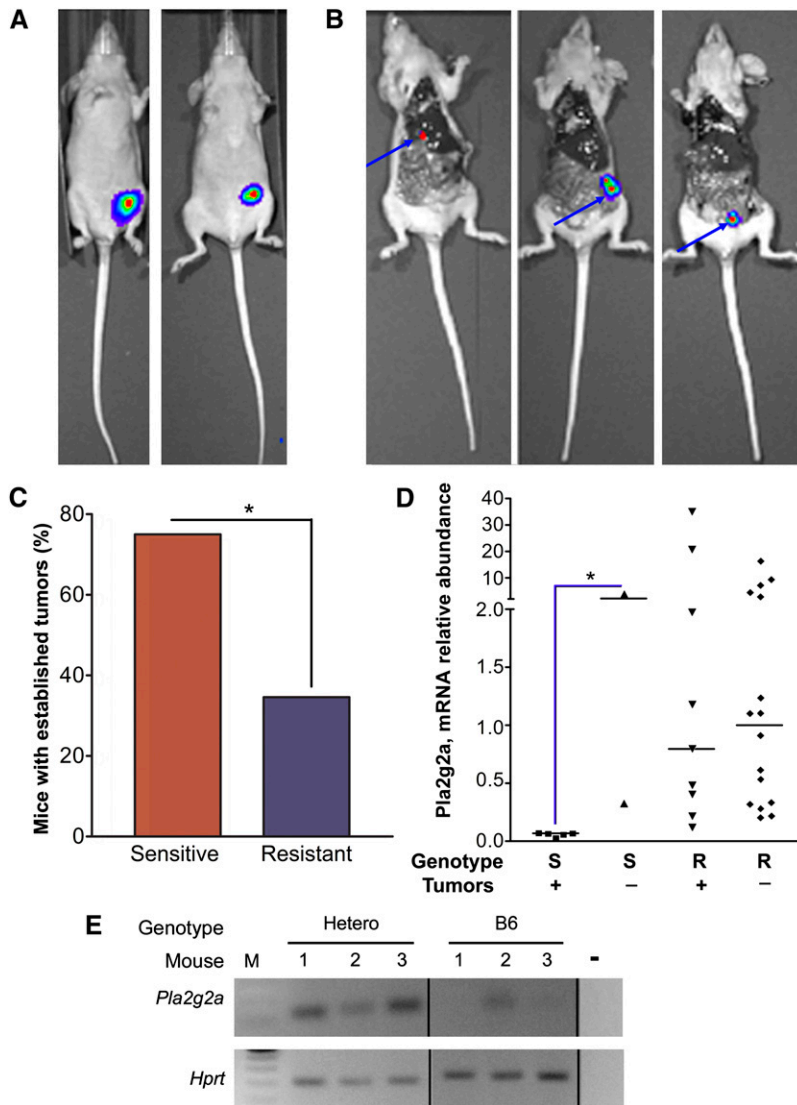 A
B
C
Mice with established tumors (%)
80
60
40
20
0
*
Sensitive Resistant
D
Pla2g2a, mRNA relative abundance
40
30
20
10
2.0
1.5
1.0
0.5
0.0
*
Genotype S S R R
Tumors + – + –
E
Genotype Hetero B6
Mouse M 1 2 3 1 2 3 -
Pla2g2a
Hprt